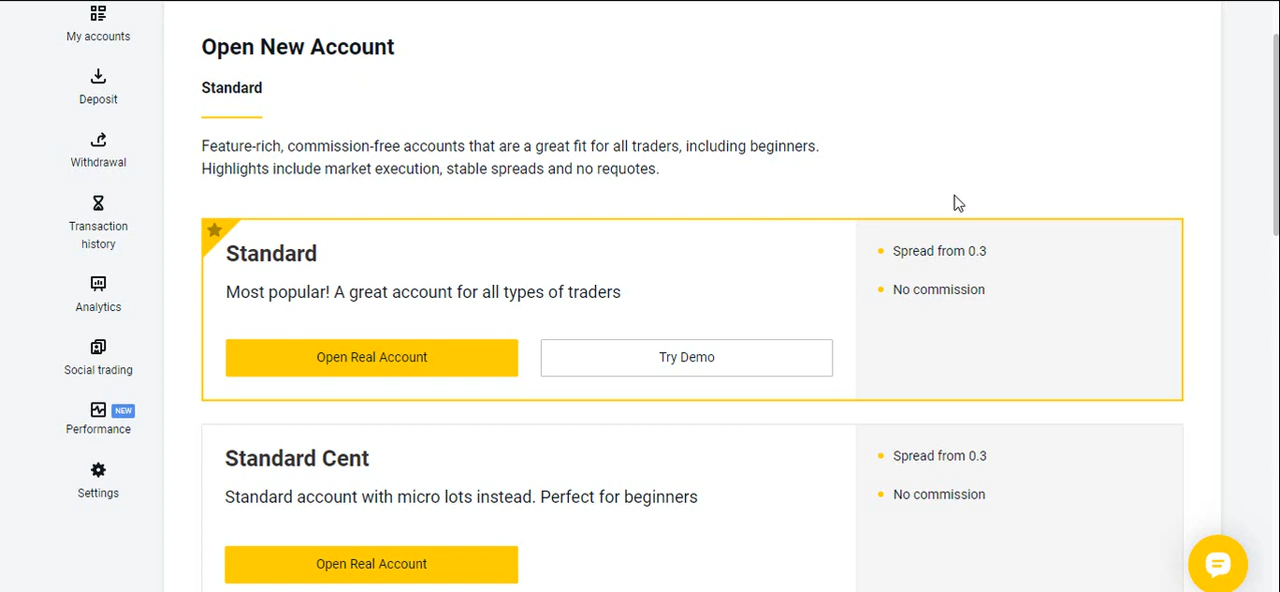 My accounts
Deposit
Withdrawal
Transaction
history
Analytics
Social trading
NEW
Performance
Settings
Open New Account
Standard
Feature-rich, commission-free accounts that are a great fit for all traders, including beginners.
Highlights include market execution, stable spreads and no requotes.
Standard
Most popular! A great account for all types of traders
Open Real Account
Try Demo
Spread from 0.3
No commission
Standard Cent
Standard account with micro lots instead. Perfect for beginners
Open Real Account
Spread from 0.3
No commission